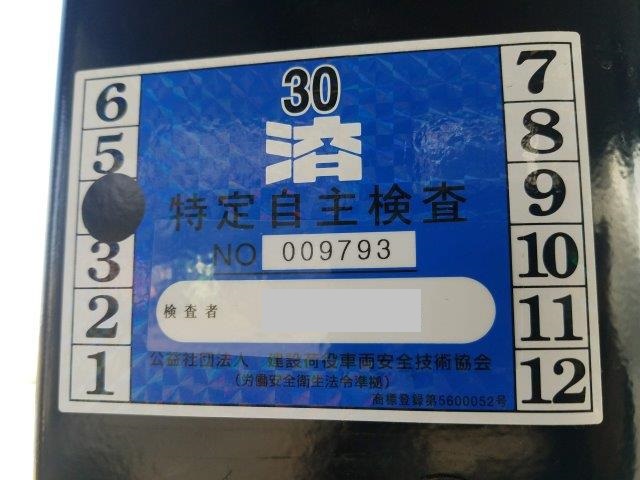 30
済
特定自主検査
NO 009793
検査者
公益社団法人 建設荷役車両安全技術協会
(労働安全衛生法令準拠)
商標登録第5600052号
6
5
3
2
1
7
8
9
10
11
12